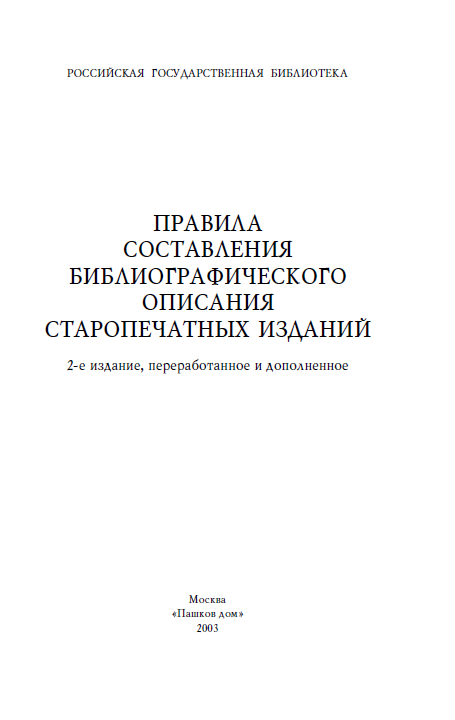 РОССИЙСКАЯ ГОСУДАРСТВЕННАЯ БИБЛИОТЕКА
ПРАВИЛА
СОСТАВЛЕНИЯ
БИБЛИОГРАФИЧЕСКОГО
ОПИСАНИЯ
СТАРОПЕЧАТНЫХ ИЗДАНИЙ
2-е издание, переработанное и дополненное
Москва
«Пашков дом»
2003